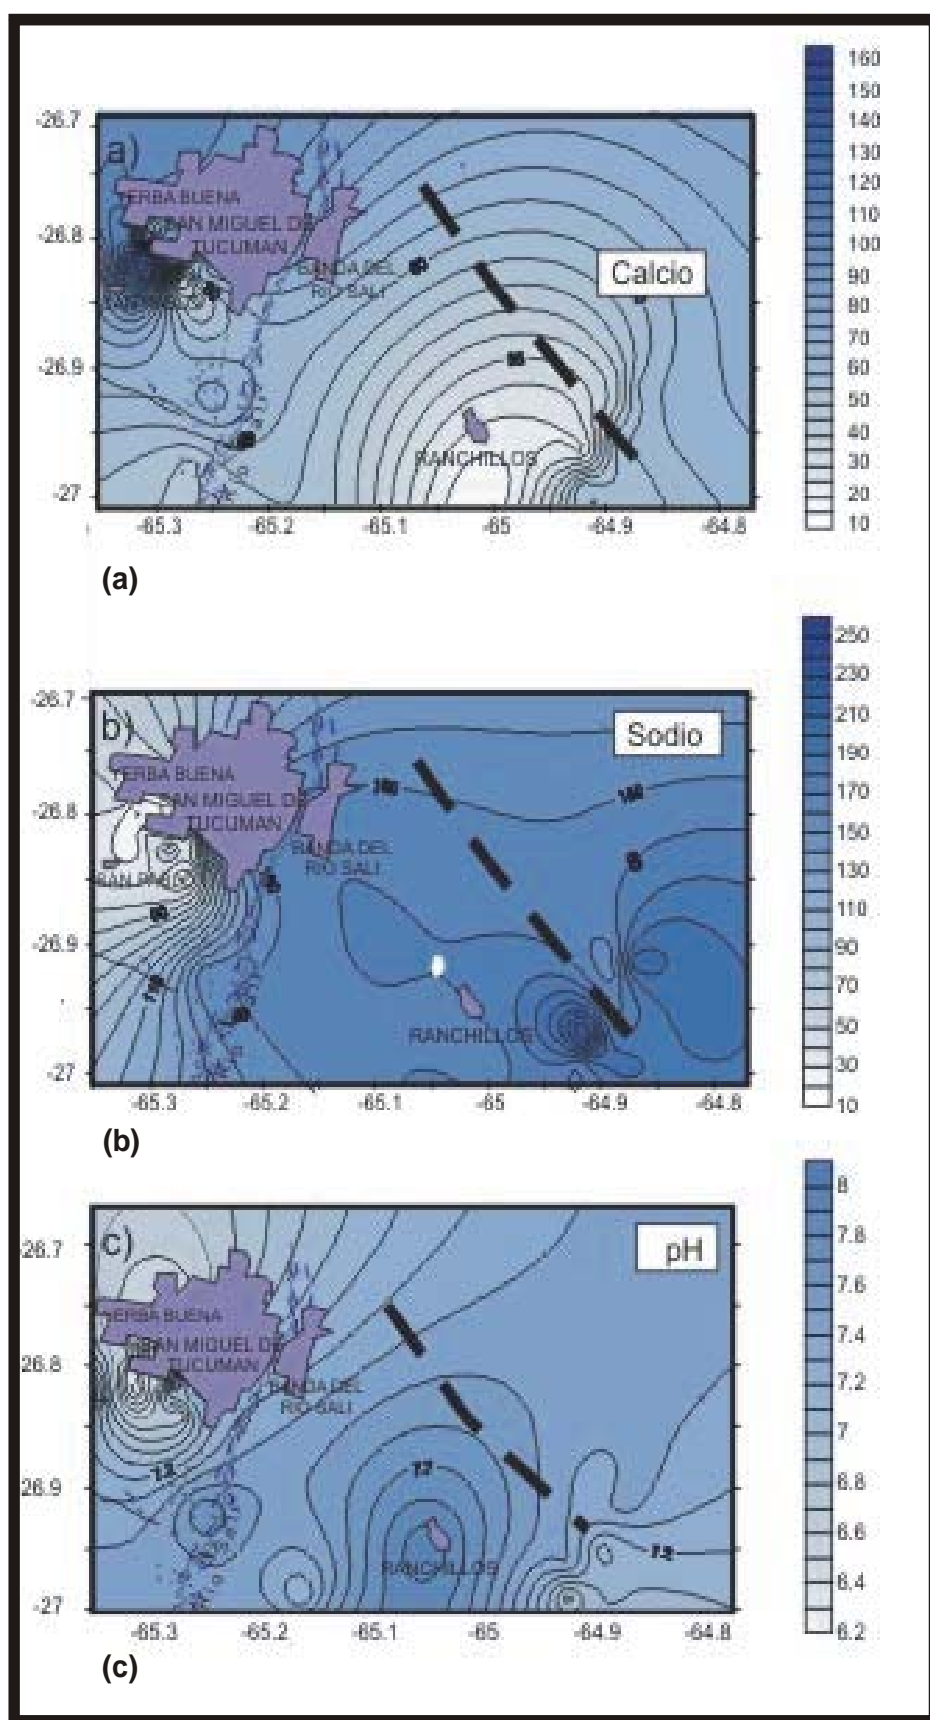 160
150
140
130
120
110
100
90
80
70
60
50
40
30
20
10
a)
-26.7
-26.8
-26.9
-27
YERBA BUENA
SAN MIGUEL DE
TUCUMAN
BANDA DEL
RIO SALI
Calcio
RANCHILLOS
-65.3
-65.2
-65.1
-65
-64.9
-64.8
(a)
250
230
210
190
170
150
130
110
90
70
50
30
10
b)
-26.7
-26.8
-26.9
-27
Sodio
YERBA BUENA
SAN MIGUEL DE
TUCUMAN
BANDA DEL
RIO SALI
SAN PABLO
RANCHILLOS
-65.3
-65.2
-65.1
-65
-64.9
-64.8
(b)
8
7.8
7.6
7.4
7.2
7
6.8
6.6
6.4
6.2
c)
26.7
26.8
26.9
-27
pH
YERBA BUENA
SAN MIGUEL DE
TUCUMAN
BANDA DEL
RIO SALI
7.7
RANCHILLOS
-65.3
-65.2
-65.1
-65
-64.9
-64.8
(c)